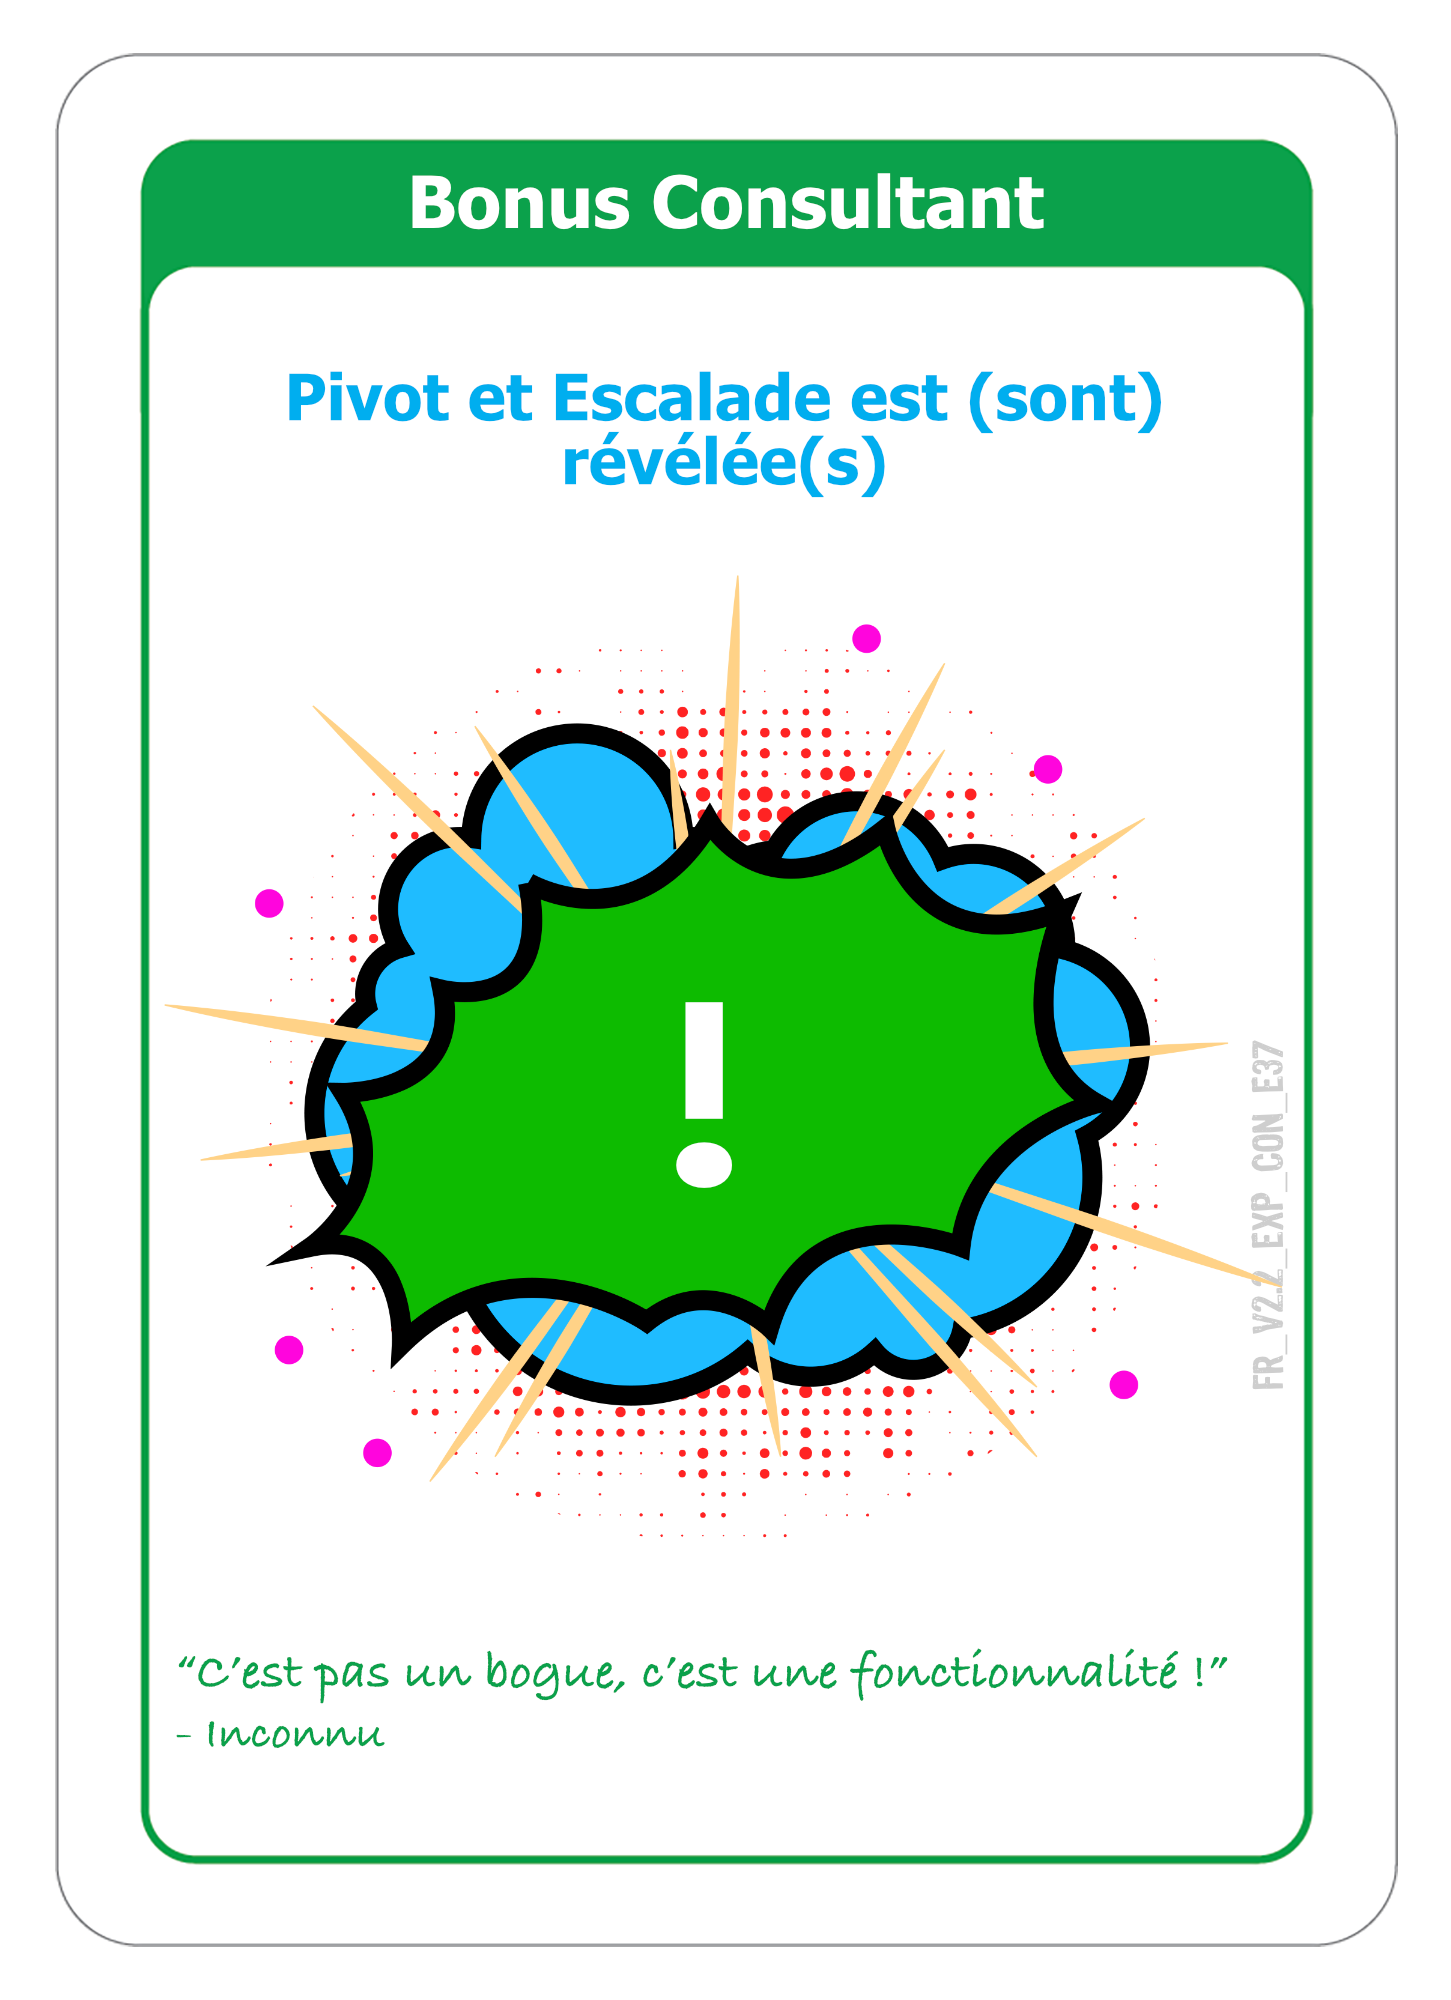 Bonus Consultant
Pivot et Escalade est (sont)
révélée(s)
!
FR_V2.2_EXP_CON_E37
“C’est pas un bogue, c’est une fonctionnalité !”
- Inconnu